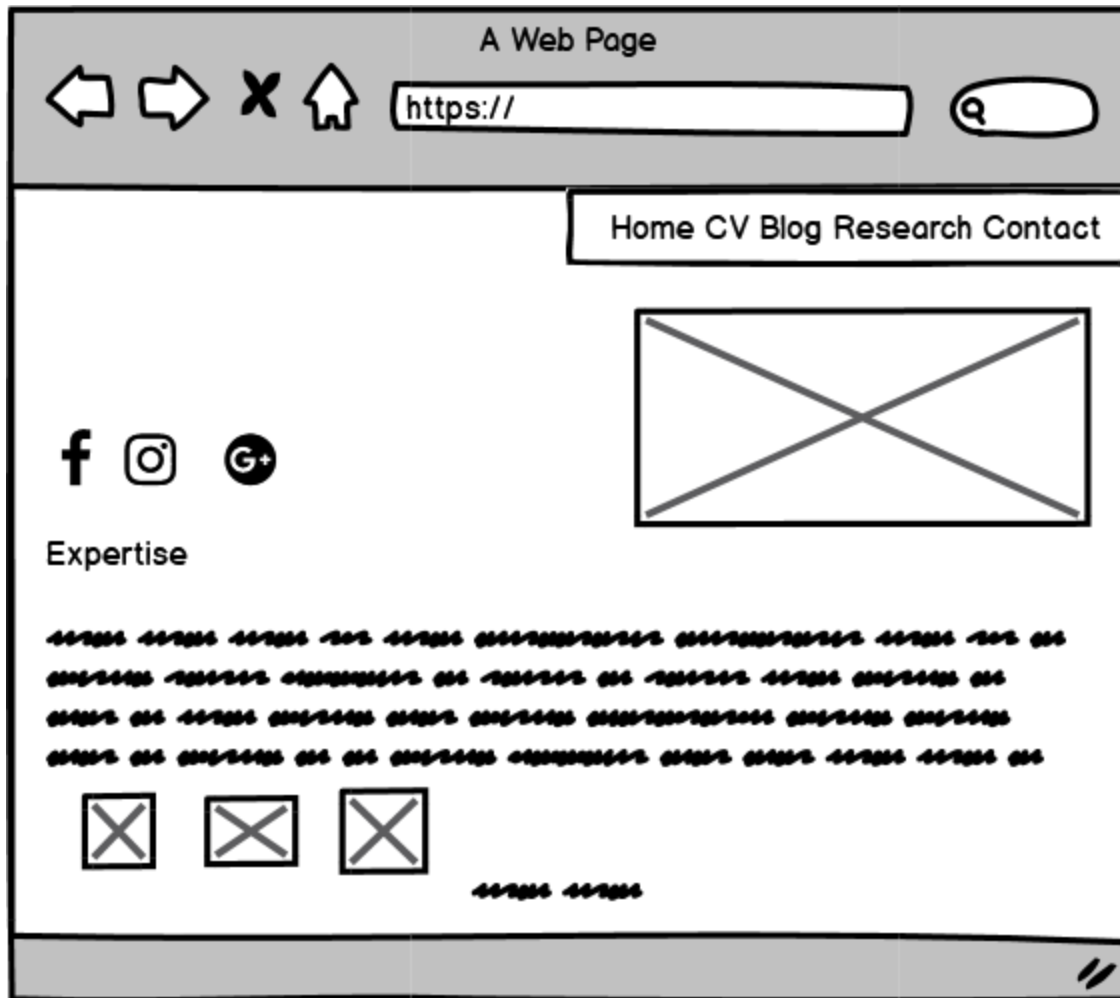 A Web Page
https://
Home CV Blog Research Contact
f
G+
Expertise